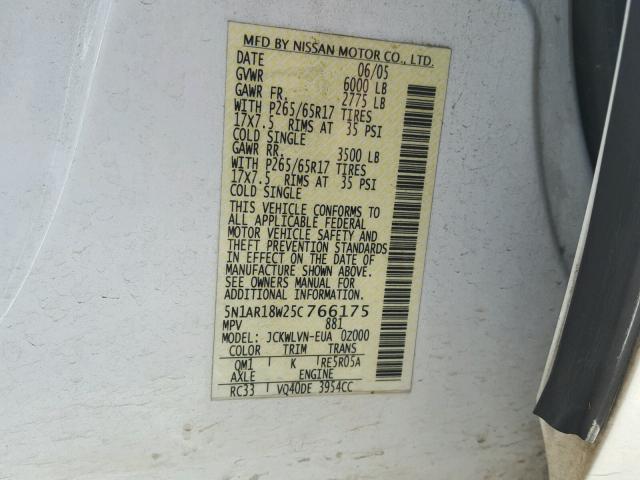 MFD BY NISSAN MOTOR CO., LTD.
DATE 06/05
GVWR 6000 LB
GAWR FR. 2775 LB
WITH P265/65R17 TIRES
17X7.5 RIMS AT 35 PSI
COLD SINGLE
GAWR RR. 3500 LB
WITH P265/65R17 TIRES
17X7.5 RIMS AT 35 PSI
COLD SINGLE
THIS VEHICLE CONFORMS TO
ALL APPLICABLE FEDERAL
MOTOR VEHICLE SAFETY AND
THEFT PREVENTION STANDARDS
IN EFFECT ON THE DATE OF
MANUFACTURE SHOWN ABOVE.
SEE OWNERS MANUAL FOR
ADDITIONAL INFORMATION.
5N1AR18W25C766175
MPV 881
MODEL: JCKWLVN-EUA 02000
COLOR TRIM TRANS
QM1 K RE5R05A
AXLE ENGINE
RC33 VQ40DE 3954CC